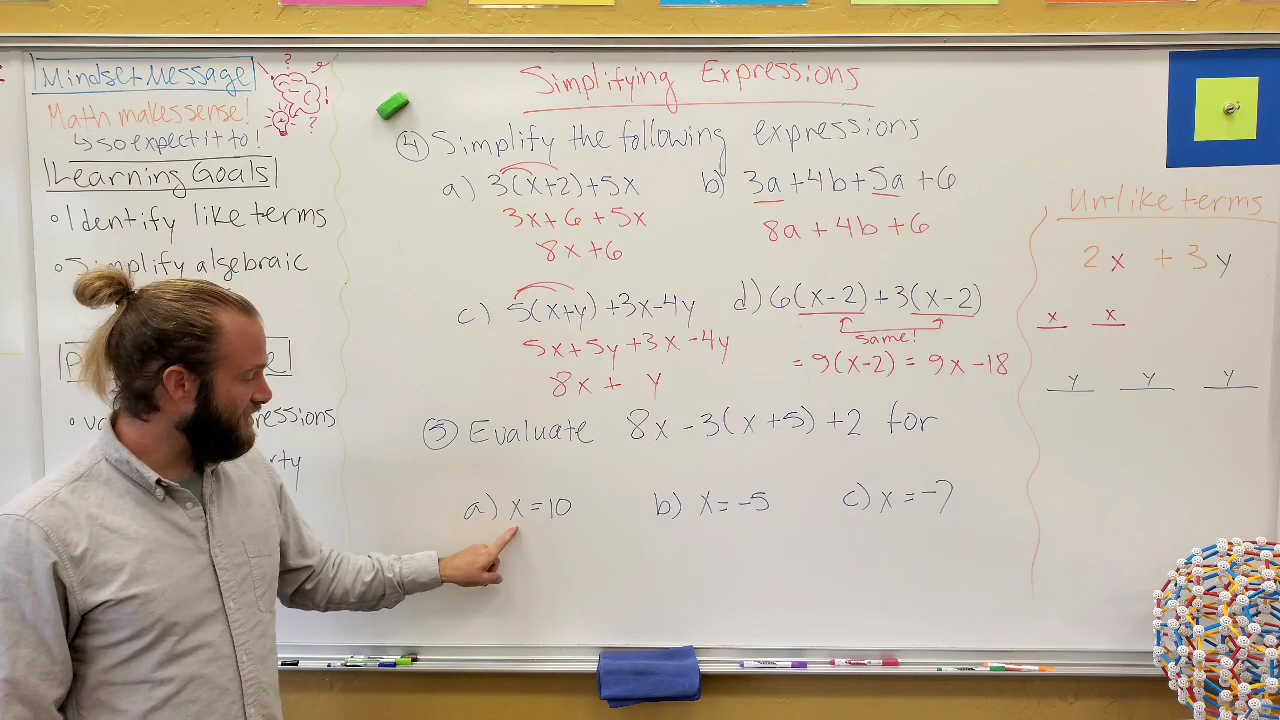 Mindset Message
Math makes sense!
↳ so expect it to!
Learning Goals
• Identify like terms
• Simplify algebraic
Simplifying Expressions
④ Simplify the following expressions
a) 3(x+2)+5x
3x+6+5x
8x+6
b) 3a+4b+5a+6
8a+4b+6
c) 5(x+y)+3x-4y
5x+5y+3x-4y
8x+y
d) 6(x-2)+3(x-2)
same!
=9(x-2)=9x-18
⑤ Evaluate 8x-3(x+5)+2 for
a) x=10 b) x=-5 c) x=-7
Unlike terms
2x+3y
x x
y y y